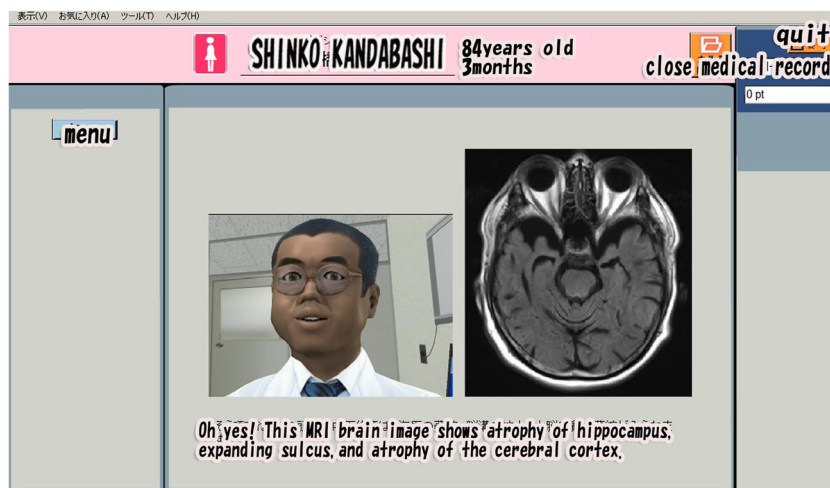 表示(V) お気に入り(A) ツール(T) ヘルプ(H)
SHINKO KANDABASHI
84years old
3months
quit
close medical record
0 pt
menu
Oh,yes! This MRI brain image shows atrophy of hippocampus,
expanding sulcus, and atrophy of the cerebral cortex,